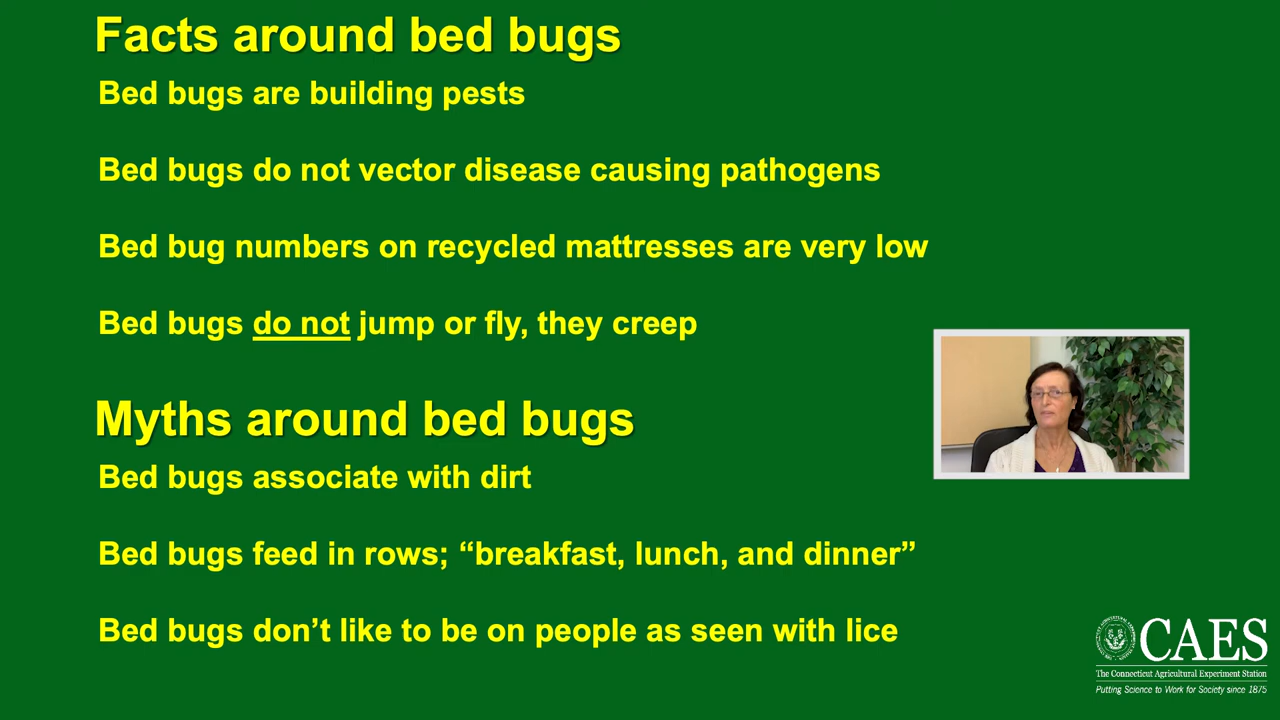 Facts around bed bugs
Bed bugs are building pests
Bed bugs do not vector disease causing pathogens
Bed bug numbers on recycled mattresses are very low
Bed bugs do not jump or fly, they creep
Myths around bed bugs
Bed bugs associate with dirt
Bed bugs feed in rows; “breakfast, lunch, and dinner”
Bed bugs don’t like to be on people as seen with lice
CAES
The Connecticut Agricultural Experiment Station
Putting Science to Work for Society since 1875